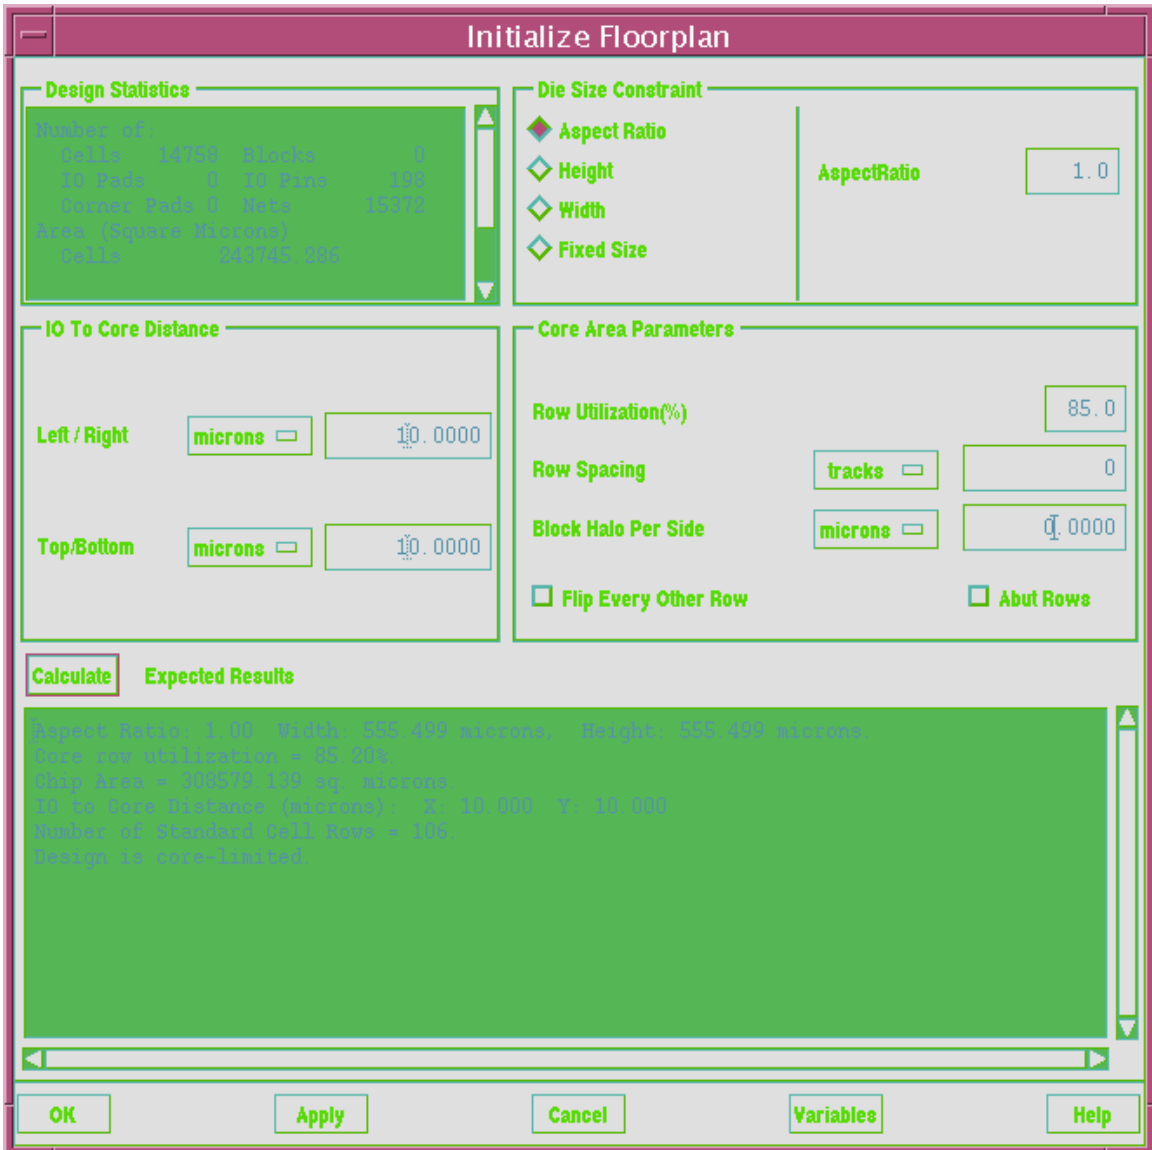 Initialize Floorplan
Design Statistics
Number of:
Cells 14758 Blocks 0
IO Pads 0 IO Pins 198
Corner Pads 0 Nets 15372
Area (Square Microns)
Cells 243745.286
Die Size Constraint
Aspect Ratio
Height
Width
Fixed Size
AspectRatio 1.0
IO To Core Distance
Left / Right microns 10.0000
Top/Bottom microns 10.0000
Core Area Parameters
Row Utilization(%) 85.0
Row Spacing tracks 0
Block Halo Per Side microns 0.0000
Flip Every Other Row Abut Rows
Calculate Expected Results
Aspect Ratio: 1.00 Width: 555.499 microns, Height: 555.499 microns.
Core row utilization = 85.20%.
Chip Area = 308579.139 sq. microns.
IO to Core Distance (microns): X: 10.000 Y: 10.000
Number of Standard Cell Rows = 106.
Design is core-limited.
OK Apply Cancel Variables Help